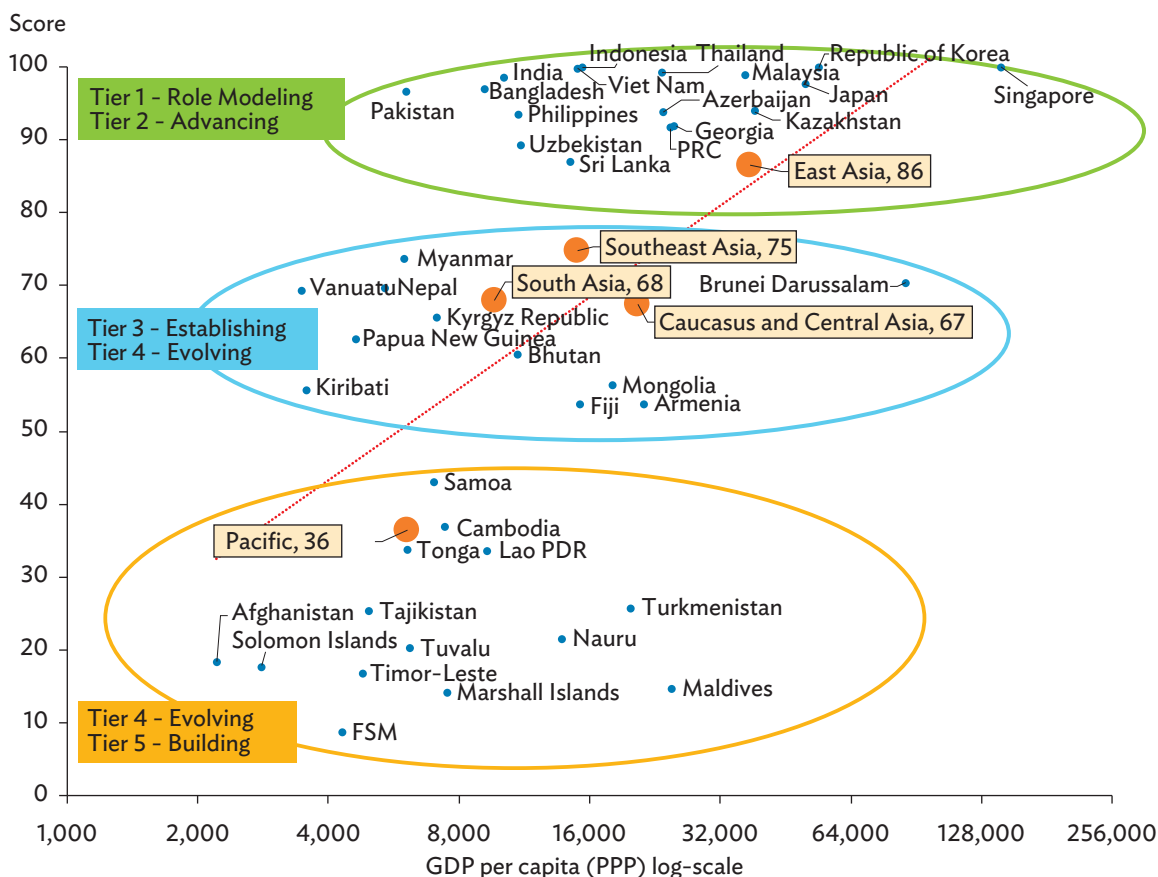 Score
100
90
80
70
60
50
40
30
20
10
0
1,000
2,000
4,000
8,000
16,000
32,000
64,000
128,000
256,000
GDP per capita (PPP) log-scale
Tier 1 - Role Modeling
Tier 2 - Advancing
Pakistan
India
Bangladesh
Indonesia
Thailand
Viet Nam
Philippines
Uzbekistan
Sri Lanka
Malaysia
Republic of Korea
Japan
Singapore
Azerbaijan
Kazakhstan
Georgia
PRC
East Asia, 86
Tier 3 - Establishing
Tier 4 - Evolving
Southeast Asia, 75
South Asia, 68
Caucasus and Central Asia, 67
Myanmar
Vanuatu
Nepal
Brunei Darussalam
Kyrgyz Republic
Papua New Guinea
Bhutan
Kiribati
Mongolia
Fiji
Armenia
Samoa
Pacific, 36
Cambodia
Tonga
Lao PDR
Afghanistan
Solomon Islands
Tajikistan
Turkmenistan
Tuvalu
Nauru
Timor-Leste
Marshall Islands
Maldives
FSM
Tier 4 - Evolving
Tier 5 - Building